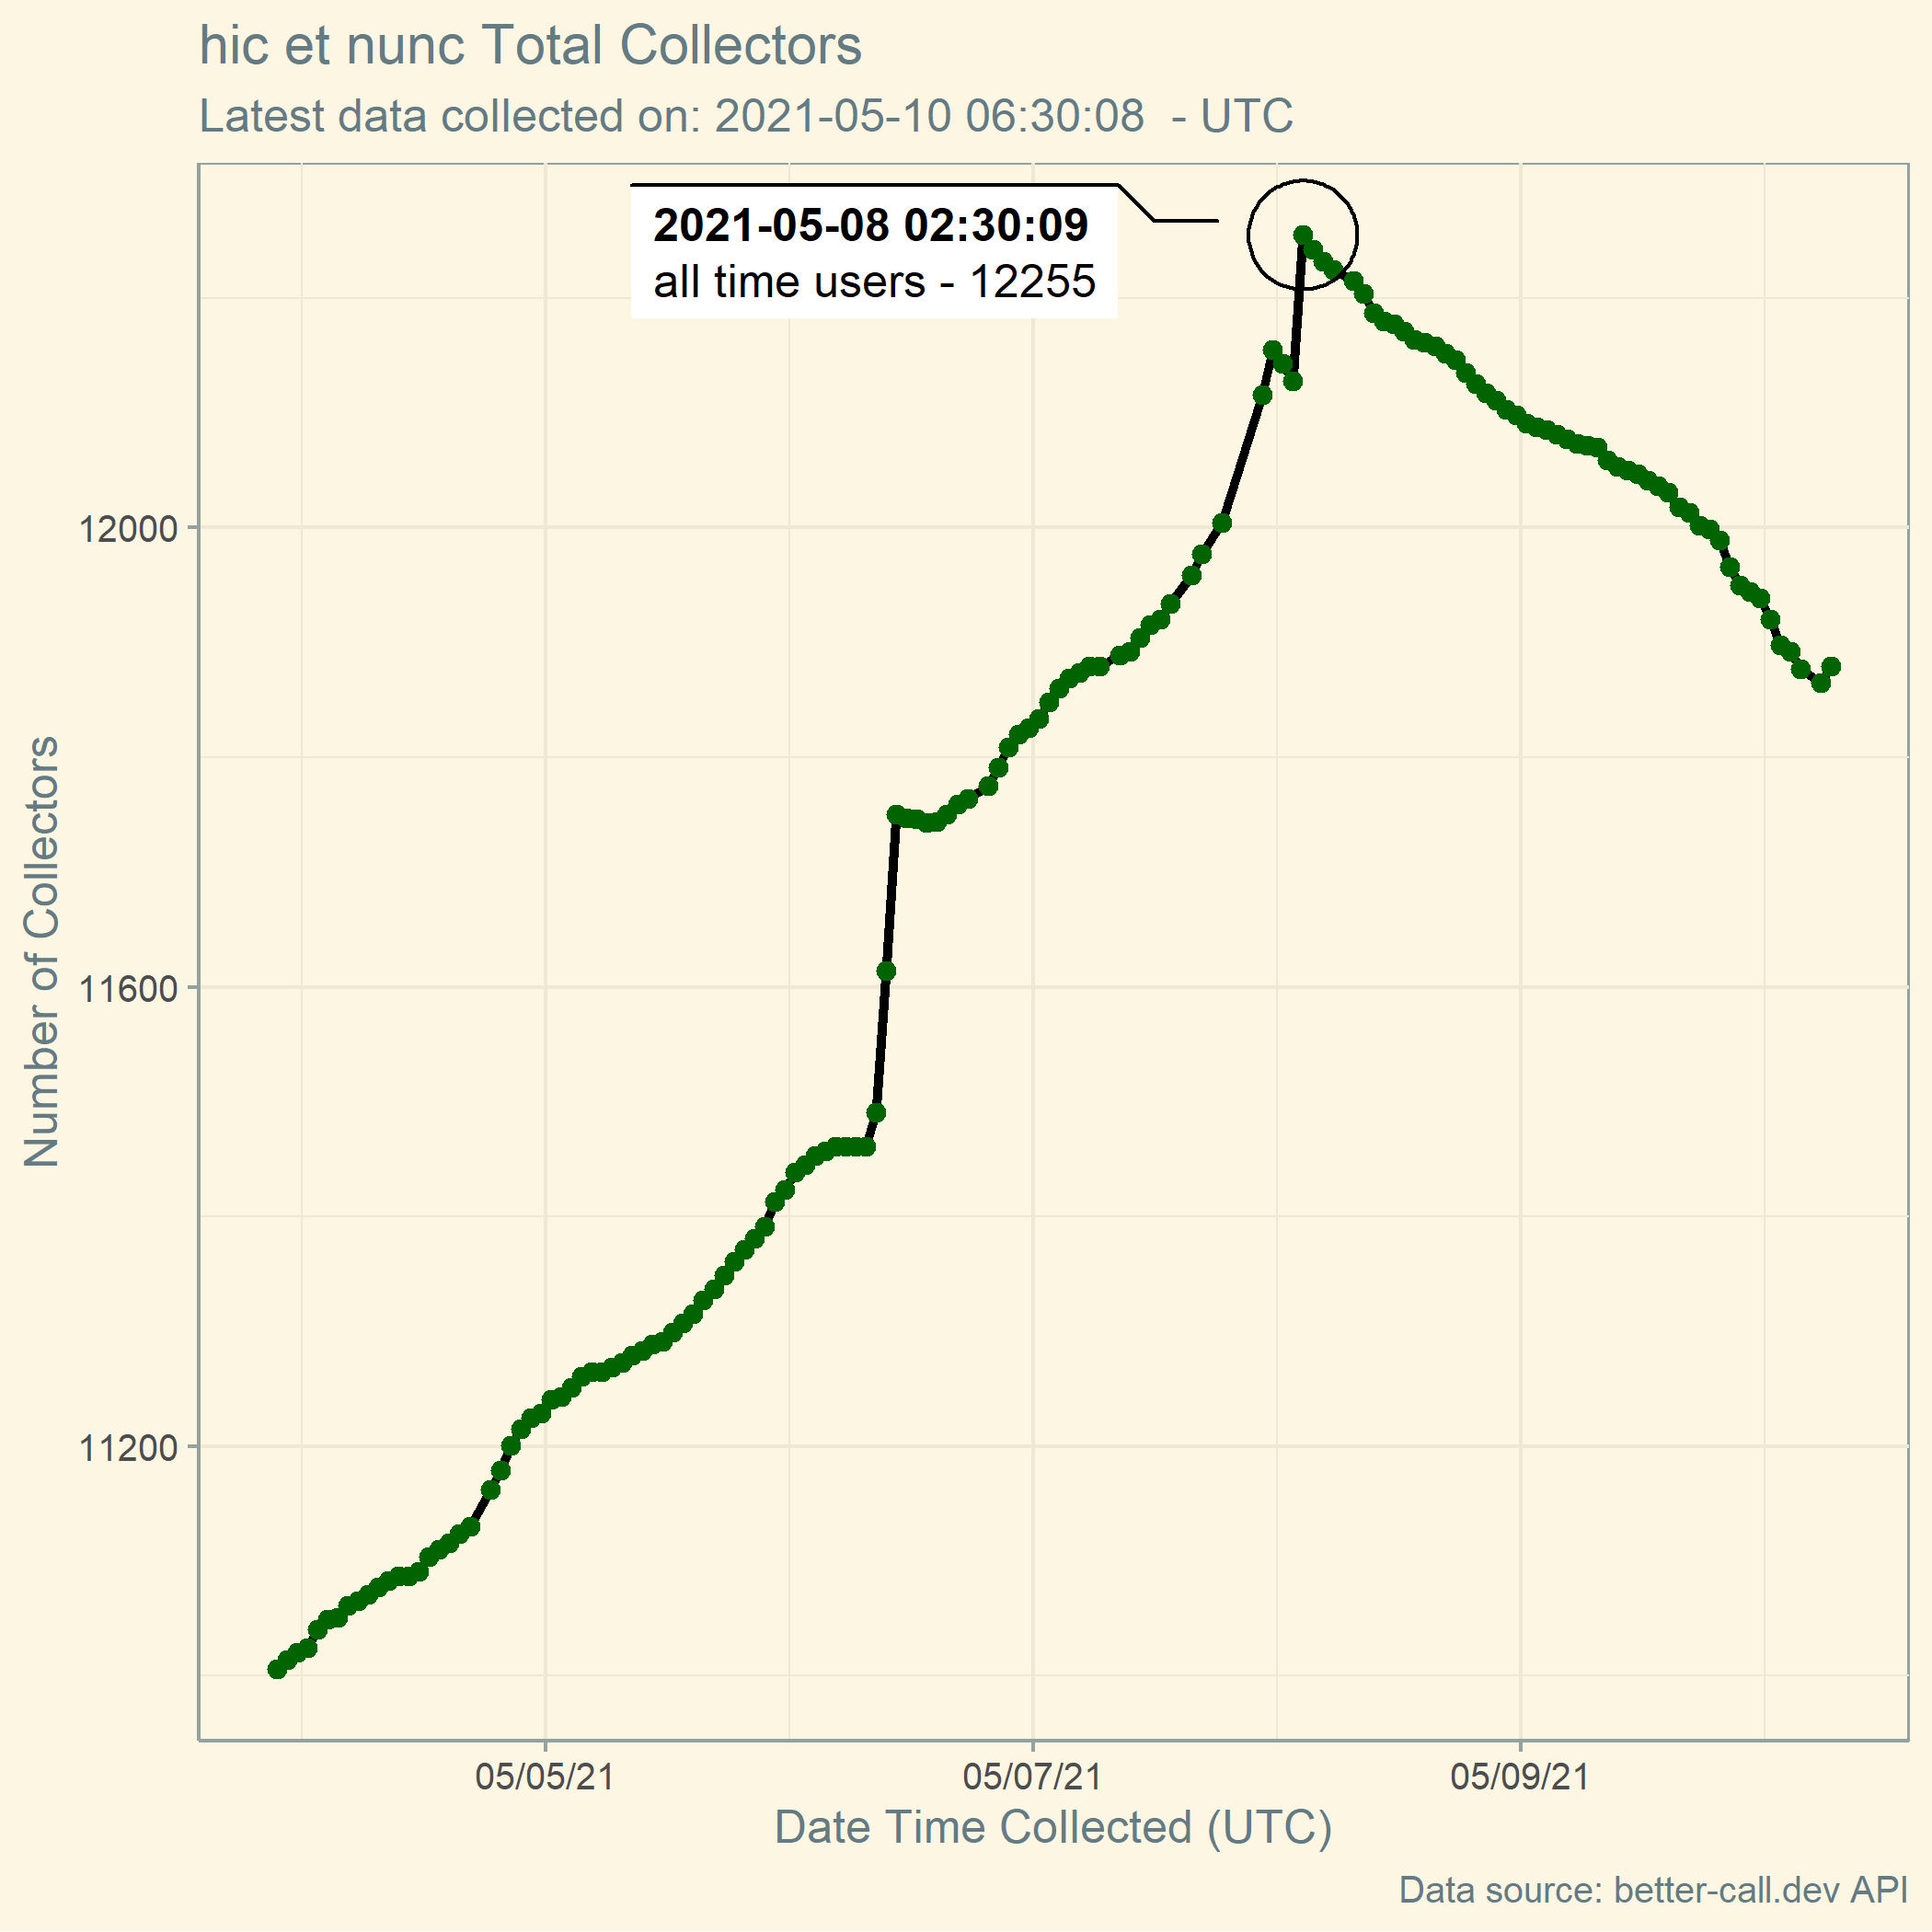 hic et nunc Total Collectors
Latest data collected on: 2021-05-10 06:30:08  - UTC
2021-05-08 02:30:09
all time users - 12255
Number of Collectors
12000
11600
11200
05/05/21
05/07/21
05/09/21
Date Time Collected (UTC)
Data source: better-call.dev API